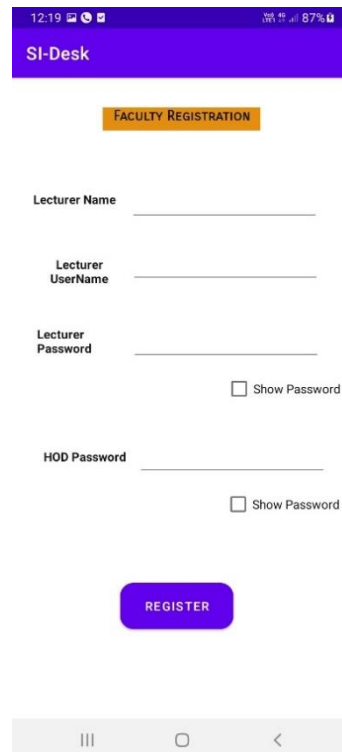 12:19 87%
SI-Desk
FACULTY REGISTRATION
Lecturer Name
Lecturer
UserName
Lecturer
Password
Show Password
HOD Password
Show Password
REGISTER